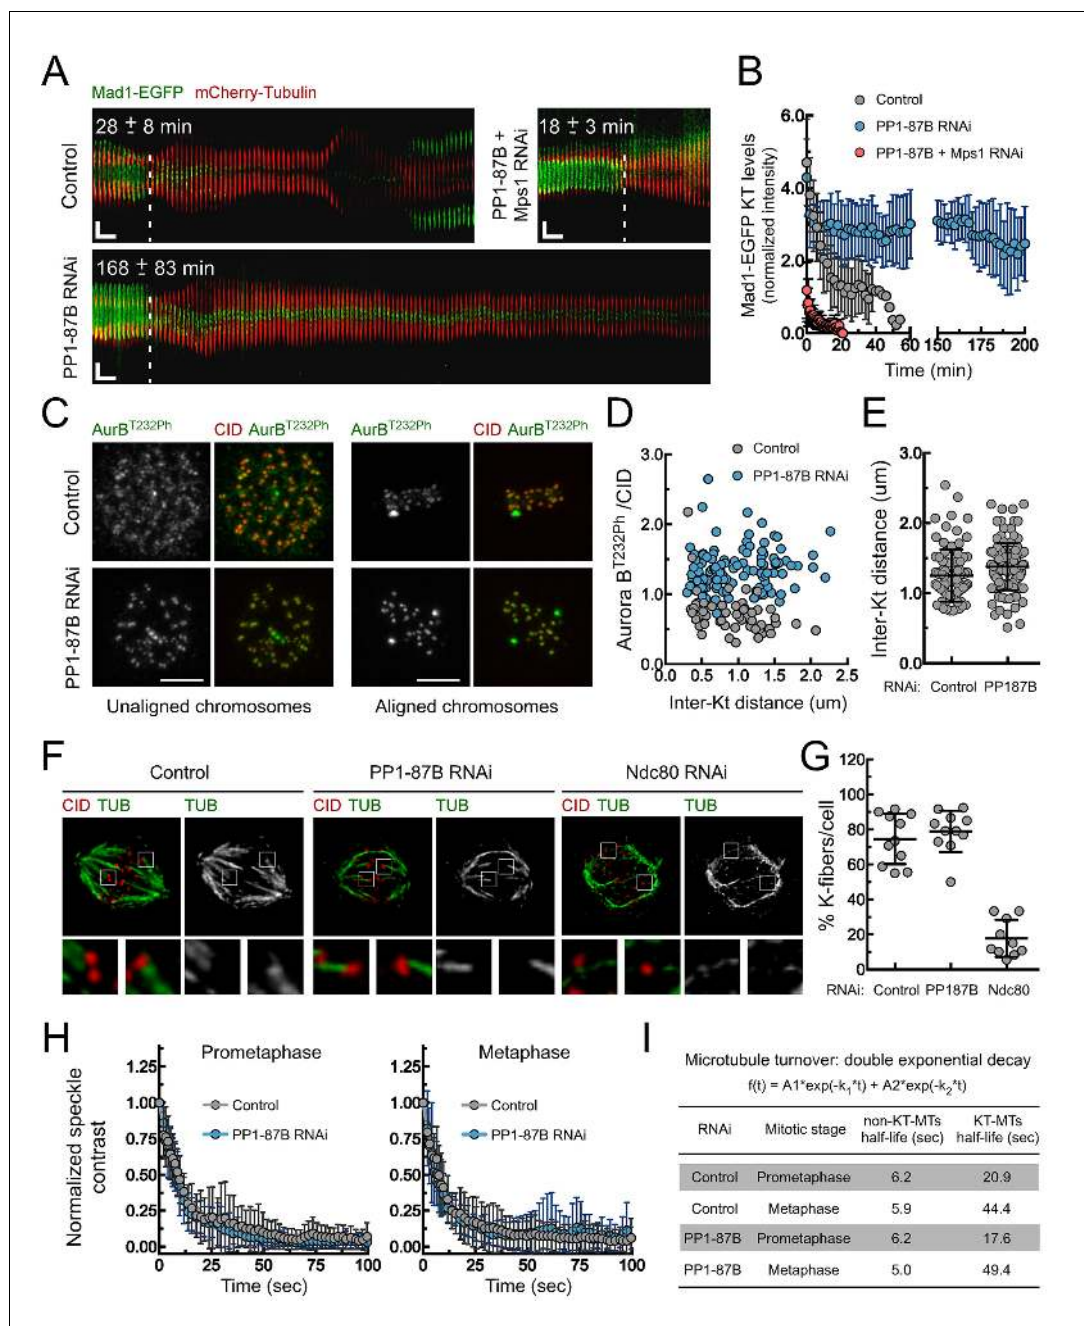 A
Mad1-EGFP mCherry-Tubulin
Control
28 ± 8 min
PP1-87B +
Mps1 RNAi
18 ± 3 min
PP1-87B RNAi
168 ± 83 min
B
Control
PP1-87B RNAi
PP1-87B + Mps1 RNAi
Mad1-EGFP KT levels
(normalized intensity)
6.0
4.0
2.0
0.0
0 20 40 60 150 175 200
Time (min)
C
AurB^T232Ph CID AurB^T232Ph AurB^T232Ph CID AurB^T232Ph
Control
PP1-87B RNAi
Unaligned chromosomes Aligned chromosomes
D
Control
PP1-87B RNAi
Aurora B^T232Ph/CID
3.0
2.0
1.0
0.0
0.0 0.5 1.0 1.5 2.0 2.5
Inter-Kt distance (um)
E
Inter-Kt distance (um)
3.0
2.0
1.0
0.0
RNAi: Control PP187B
F
Control PP1-87B RNAi Ndc80 RNAi
CID TUB TUB CID TUB TUB CID TUB TUB
G
% K-fibers/cell
120
100
80
60
40
20
0
RNAi: Control PP187B Ndc80
H
Normalized speckle
contrast
Prometaphase
Control
PP1-87B RNAi
1.25
1.00
0.75
0.50
0.25
0.00
0 25 50 75 100
Time (sec)
Metaphase
Control
PP1-87B RNAi
1.25
1.00
0.75
0.50
0.25
0.00
0 25 50 75 100
Time (sec)
I
Microtubule turnover: double exponential decay
f(t) = A1*exp(-k₁*t) + A2*exp(-k₂*t)
RNAi Mitotic stage non-KT-MTs half-life (sec) KT-MTs half-life (sec)
Control Prometaphase 6.2 20.9
Control Metaphase 5.9 44.4
PP1-87B Prometaphase 6.2 17.6
PP1-87B Metaphase 5.0 49.4